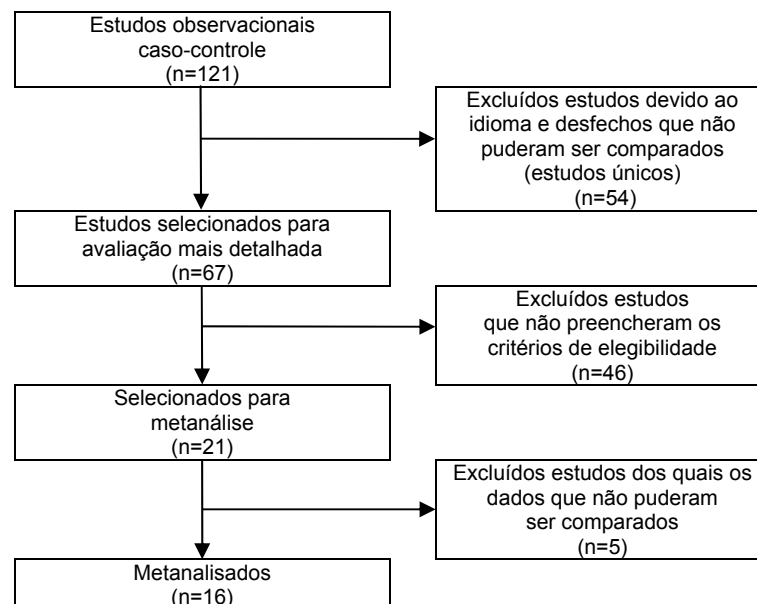 Estudos observacionais
caso-controle
(n=121)
Excluídos estudos devido ao
idioma e desfechos que não
puderam ser comparados
(estudos únicos)
(n=54)
Estudos selecionados para
avaliação mais detalhada
(n=67)
Excluídos estudos
que não preencheram os
critérios de elegibilidade
(n=46)
Selecionados para
metanálise
(n=21)
Excluídos estudos dos quais os
dados que não puderam
ser comparados
(n=5)
Metanalisados
(n=16)